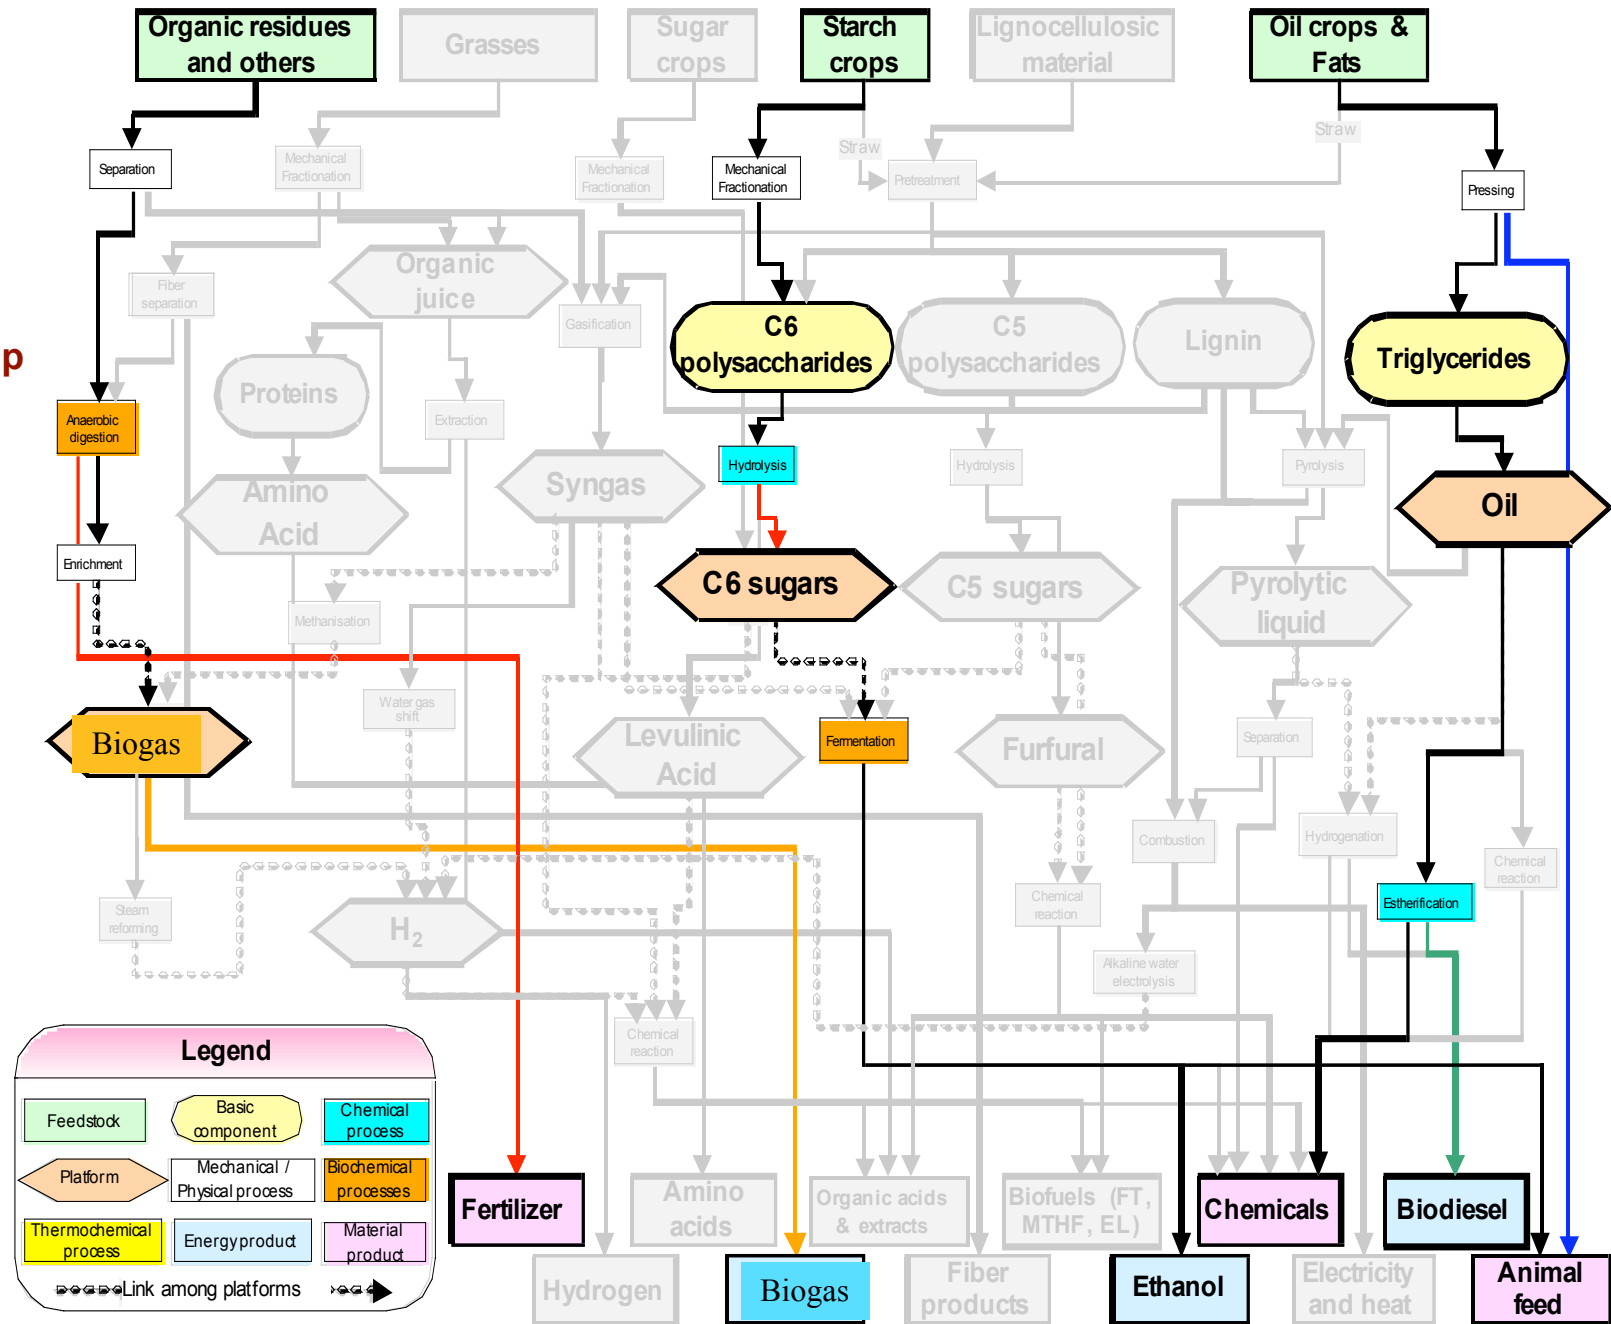 Organic residues
and others
Grasses
Sugar
crops
Starch
crops
Lignocellulosic
material
Oil crops &
Fats
Straw
Straw
Separation
Mechanical
Fractionation
Mechanical
Fractionation
Mechanical
Fractionation
Pretreatment
Pressing
Organic
juice
Fiber
separation
Gasification
C6
polysaccharides
C5
polysaccharides
Lignin
Triglycerides
p
Proteins
Anaerobic
digestion
Extraction
Hydrolysis
Hydrolysis
Pyrolysis
Amino
Acid
Syngas
Oil
Enrichment
C6 sugars
C5 sugars
Pyrolytic
liquid
Methanisation
Water gas
shift
Biogas
Levulinic
Acid
Fermentation
Furfural
Separation
Combustion
Hydrogenation
Chemical
reaction
Steam
reforming
H2
Chemical
reaction
Estherification
Alkaline water
electrolysis
Chemical
reaction
Legend
Feedstock
Basic
component
Chemical
process
Platform
Mechanical /
Physical process
Biochemical
processes
Thermochemical
process
Energy product
Material
product
Link among platforms
Fertilizer
Amino
acids
Organic acids
& extracts
Biofuels (FT,
MTHF, EL)
Chemicals
Biodiesel
Hydrogen
Biogas
Fiber
products
Ethanol
Electricity
and heat
Animal
feed